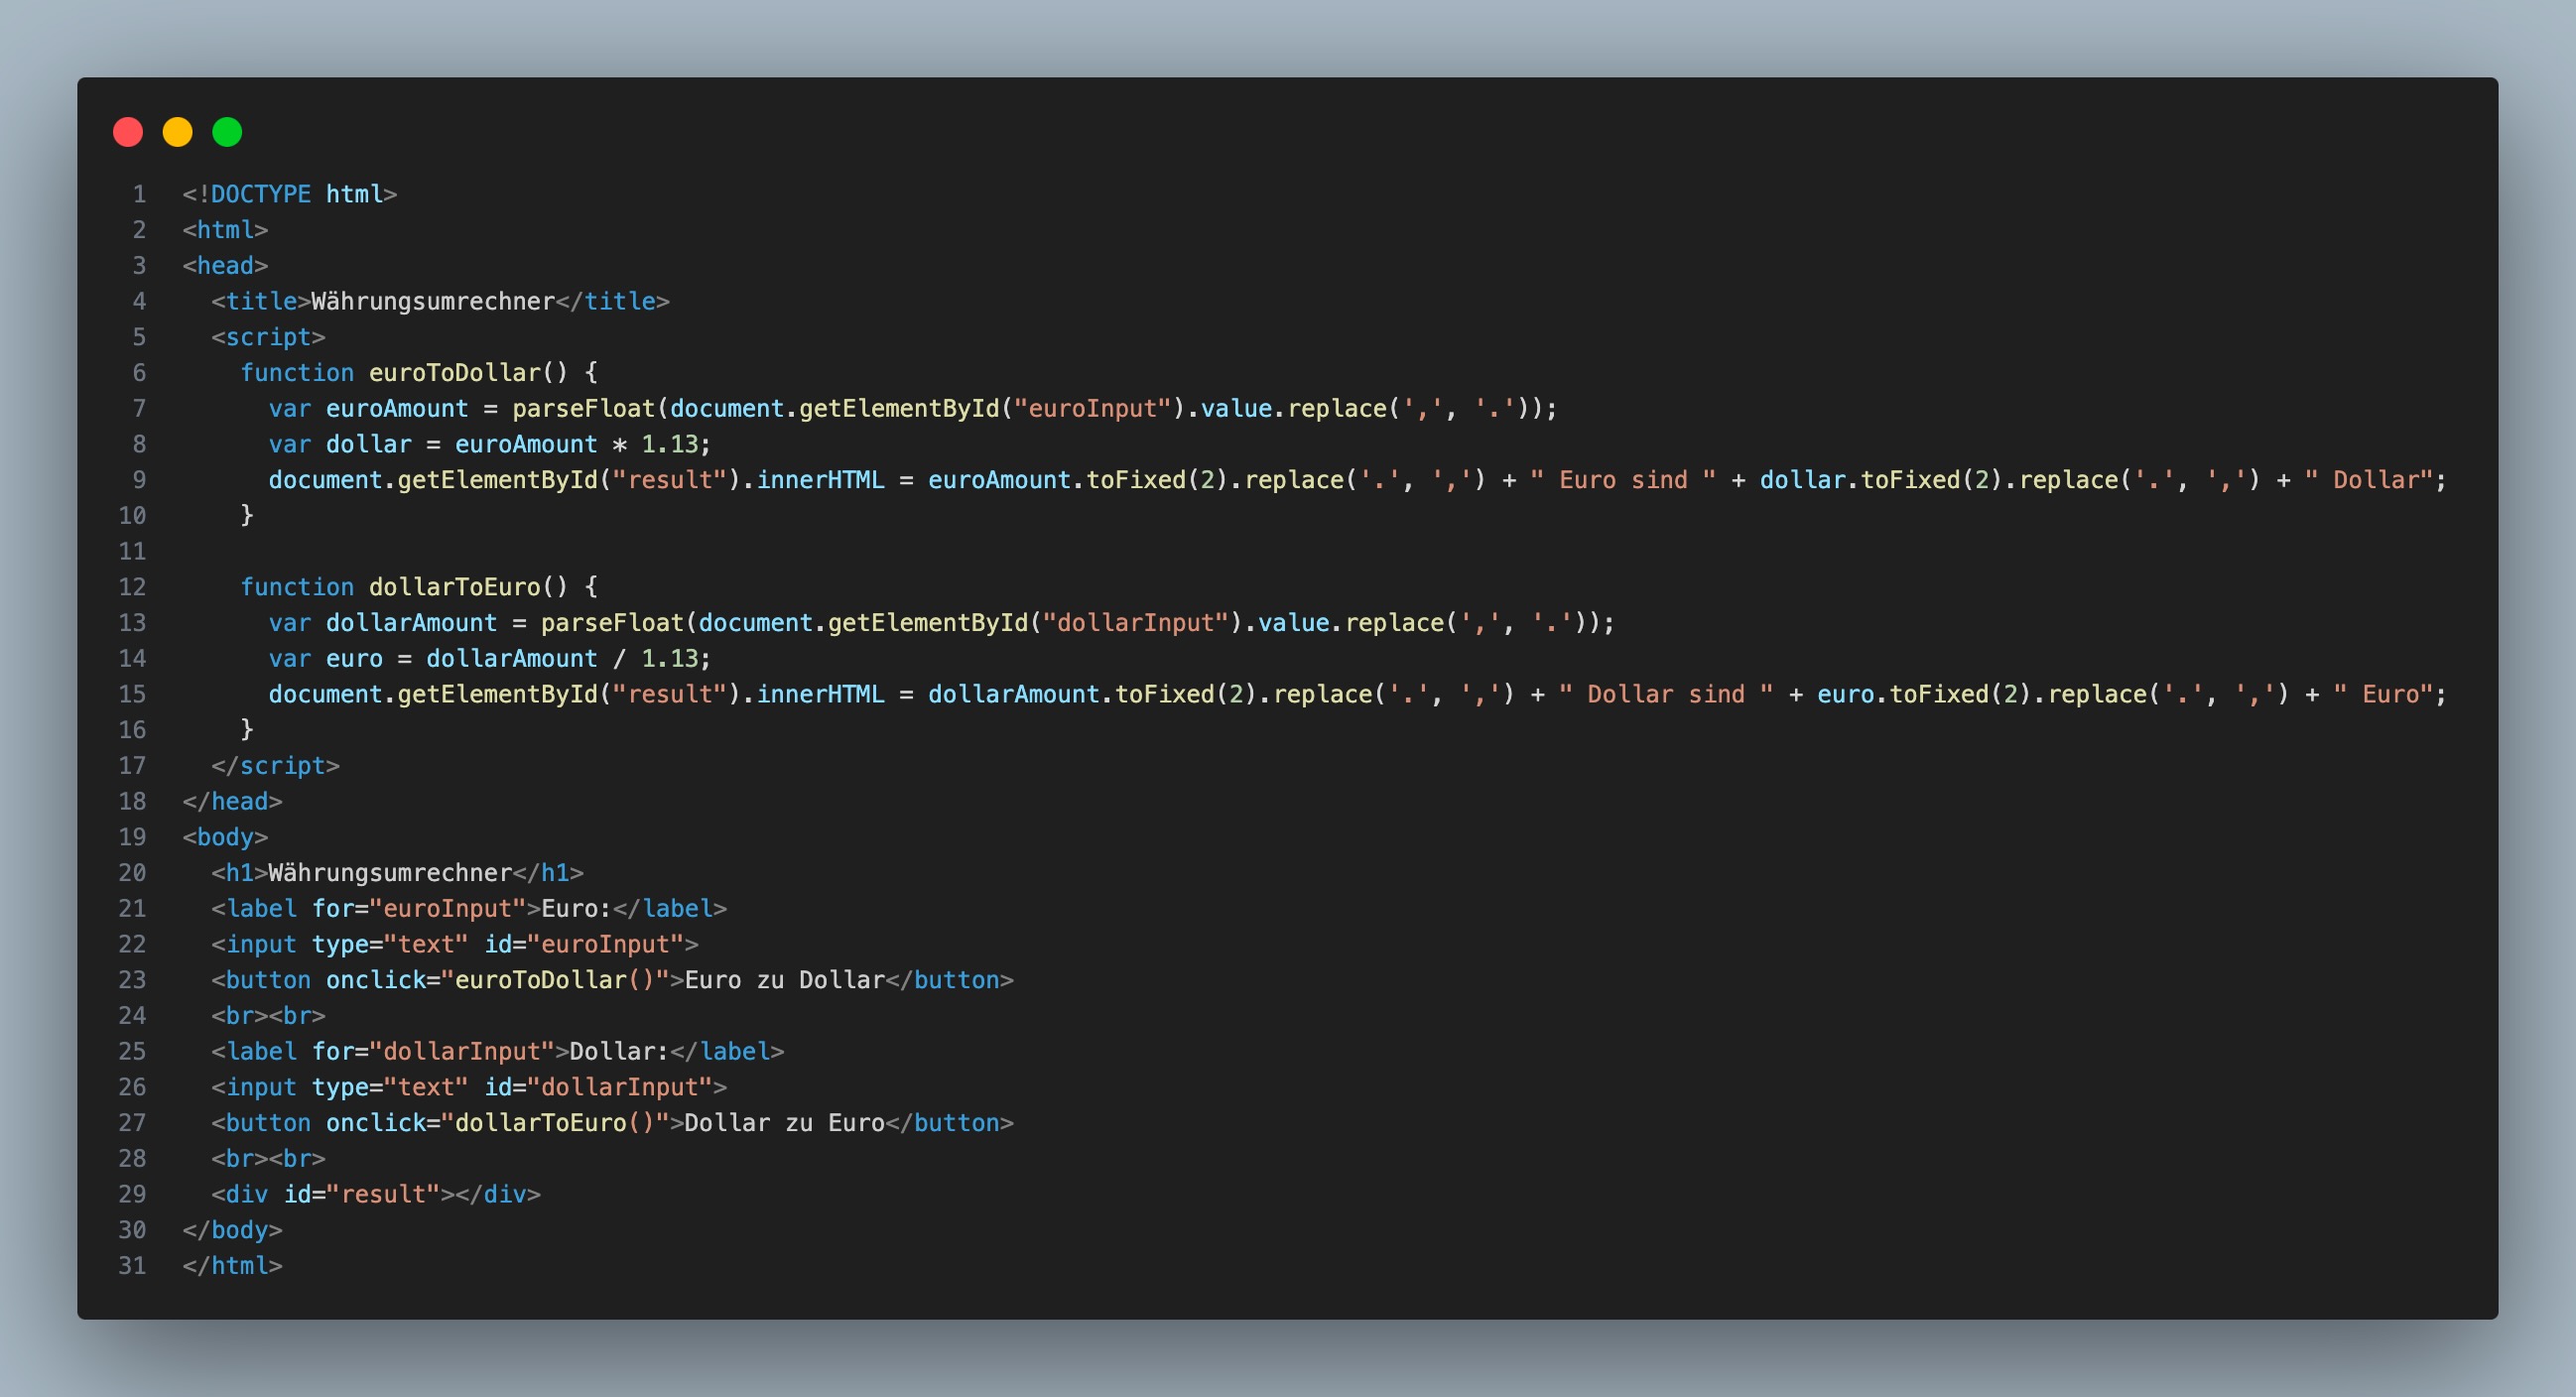 1 <!DOCTYPE html>
2 <html>
3 <head>
4   <title>Währungsumrechner</title>
5   <script>
6     function euroToDollar() {
7       var euroAmount = parseFloat(document.getElementById("euroInput").value.replace(',', '.'));
8       var dollar = euroAmount * 1.13;
9       document.getElementById("result").innerHTML = euroAmount.toFixed(2).replace('.', ',') + " Euro sind " + dollar.toFixed(2).replace('.', ',') + " Dollar";
10     }
11
12     function dollarToEuro() {
13       var dollarAmount = parseFloat(document.getElementById("dollarInput").value.replace(',', '.'));
14       var euro = dollarAmount / 1.13;
15       document.getElementById("result").innerHTML = dollarAmount.toFixed(2).replace('.', ',') + " Dollar sind " + euro.toFixed(2).replace('.', ',') + " Euro";
16     }
17   </script>
18 </head>
19 <body>
20   <h1>Währungsumrechner</h1>
21   <label for="euroInput">Euro:</label>
22   <input type="text" id="euroInput">
23   <button onclick="euroToDollar()">Euro zu Dollar</button>
24   <br><br>
25   <label for="dollarInput">Dollar:</label>
26   <input type="text" id="dollarInput">
27   <button onclick="dollarToEuro()">Dollar zu Euro</button>
28   <br><br>
29   <div id="result"></div>
30 </body>
31 </html>